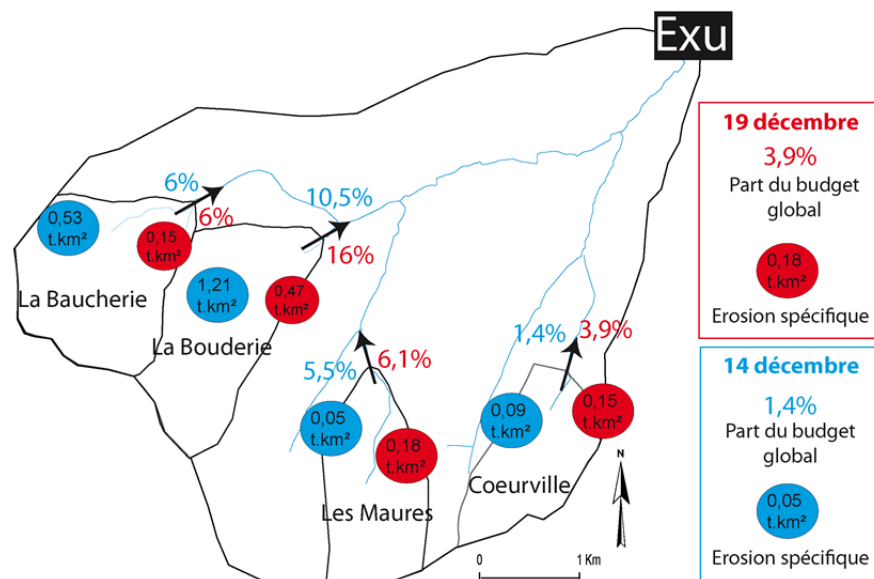 Exu
6%
10,5%
6%
16%
0,53
t.km²
0,15
t.km²
1,21
t.km²
0,47
t.km²
La Baucherie
La Bouderie
5,5%
6,1%
0,05
t.km²
0,18
t.km²
Les Maures
1,4%
3,9%
0,09
t.km²
0,15
t.km²
Coeurville
N
0
1 Km
19 décembre
3,9%
Part du budget
global
0,18
t.km²
Erosion spécifique
14 décembre
1,4%
Part du budget
global
0,05
t.km²
Erosion spécifique